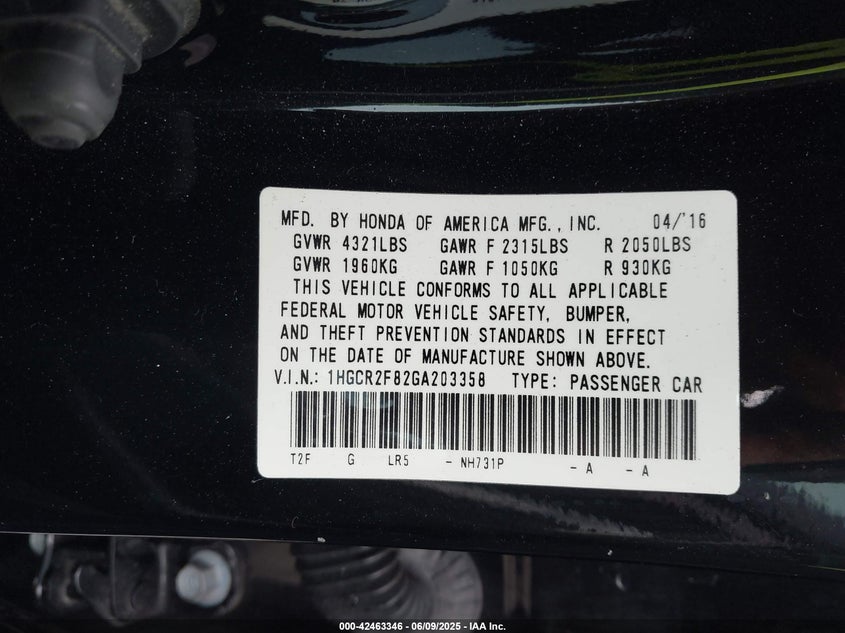 MFD. BY HONDA OF AMERICA MFG., INC. 04/'16
GVWR 4321LBS GAWR F 2315LBS R 2050LBS
GVWR 1960KG GAWR F 1050KG R 930KG
THIS VEHICLE CONFORMS TO ALL APPLICABLE
FEDERAL MOTOR VEHICLE SAFETY, BUMPER,
AND THEFT PREVENTION STANDARDS IN EFFECT
ON THE DATE OF MANUFACTURE SHOWN ABOVE.
V.I.N.: 1HGCR2F82GA203358 TYPE: PASSENGER CAR
T2F G LR5 - NH731P - A - A
000-42463346 - 06/09/2025 - IAA Inc.